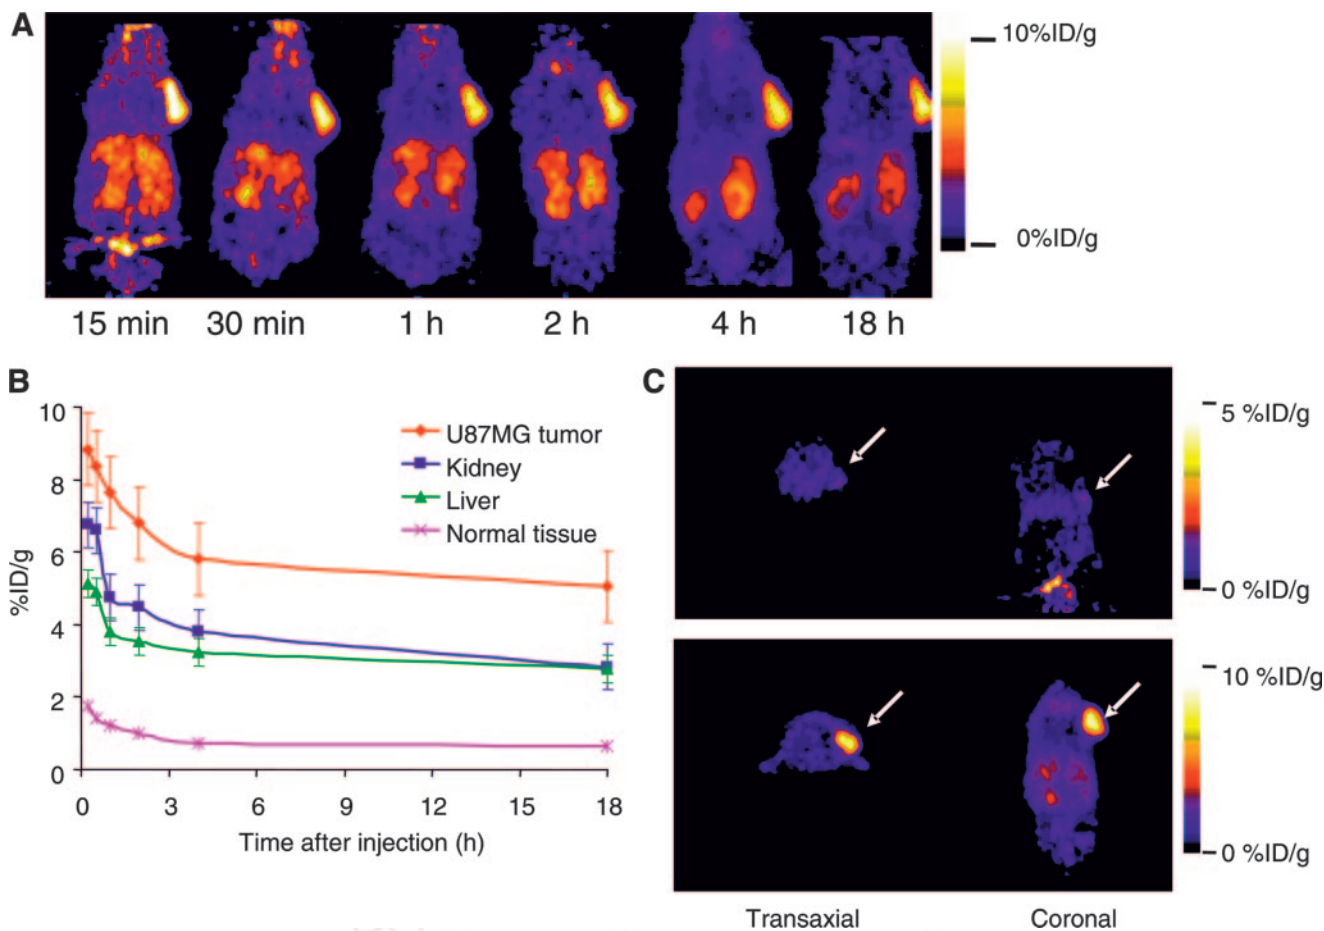 A
10%ID/g
0%ID/g
15 min 30 min 1 h 2 h 4 h 18 h
B
10
8
6
4
2
0
%ID/g
U87MG tumor
Kidney
Liver
Normal tissue
0 3 6 9 12 15 18
Time after injection (h)
C
5 %ID/g
0 %ID/g
10 %ID/g
0 %ID/g
Transaxial Coronal